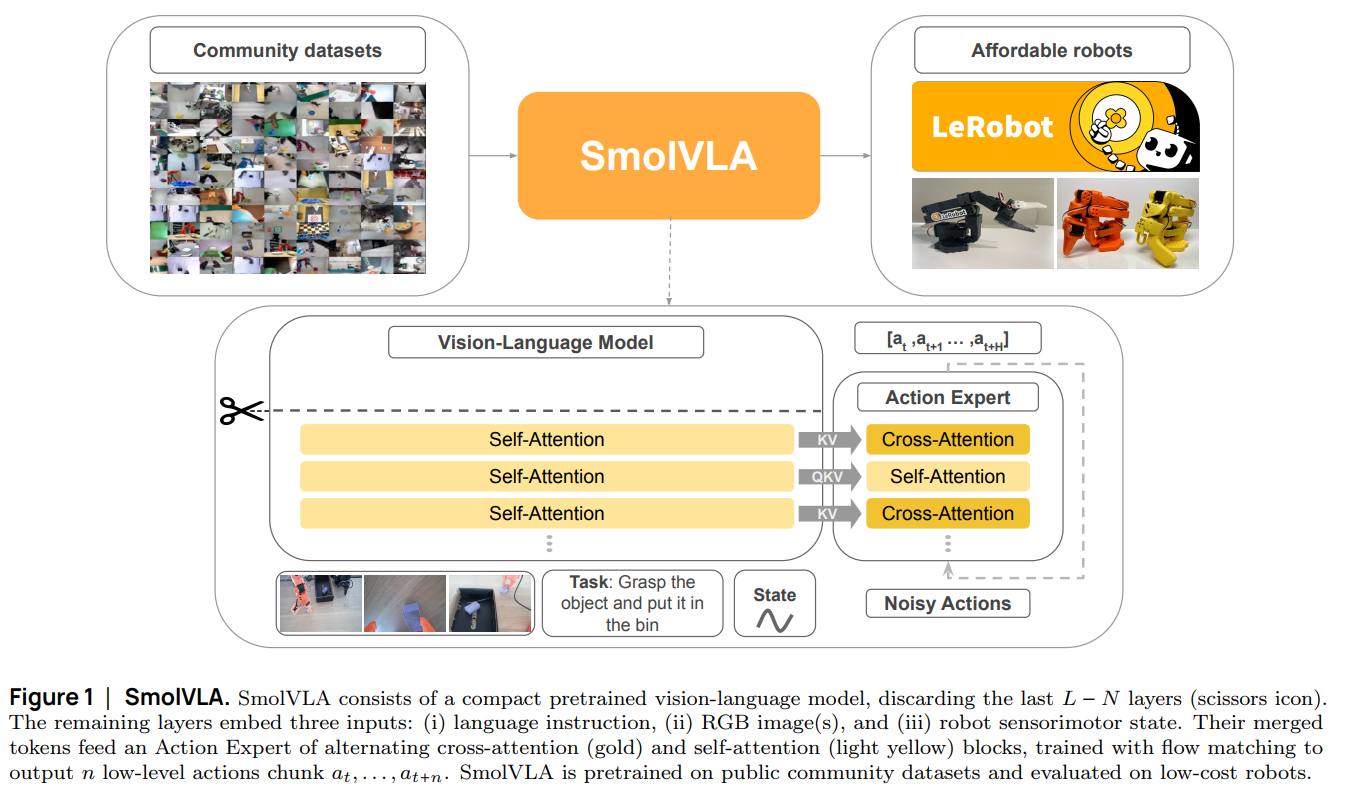 Community datasets
SmolVLA
Affordable robots
LeRobot
LeRobot
Vision-Language Model
[a_t ,a_{t+1} ... ,a_{t+H}]
Action Expert
Self-Attention
KV
Cross-Attention
Self-Attention
QKV
Self-Attention
Self-Attention
KV
Cross-Attention
Task: Grasp the
object and put it in
the bin
State
Noisy Actions
Figure 1 | SmolVLA. SmolVLA consists of a compact pretrained vision-language model, discarding the last L − N layers (scissors icon).
The remaining layers embed three inputs: (i) language instruction, (ii) RGB image(s), and (iii) robot sensorimotor state. Their merged
tokens feed an Action Expert of alternating cross-attention (gold) and self-attention (light yellow) blocks, trained with flow matching to
output n low-level actions chunk a_t, . . . , a_{t+n}. SmolVLA is pretrained on public community datasets and evaluated on low-cost robots.